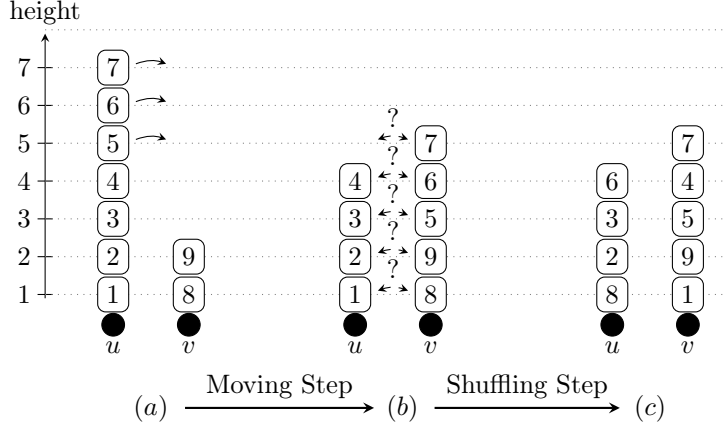 height
7 7
6 6 ?
5 5 ? 7 7
4 4 4 ? 6 6 4
3 3 3 ? 5 3 5
2 2 9 2 ? 9 2 9
1 1 8 1 8 8 1
u v u v u v
Moving Step Shuffling Step
(a) (b) (c)